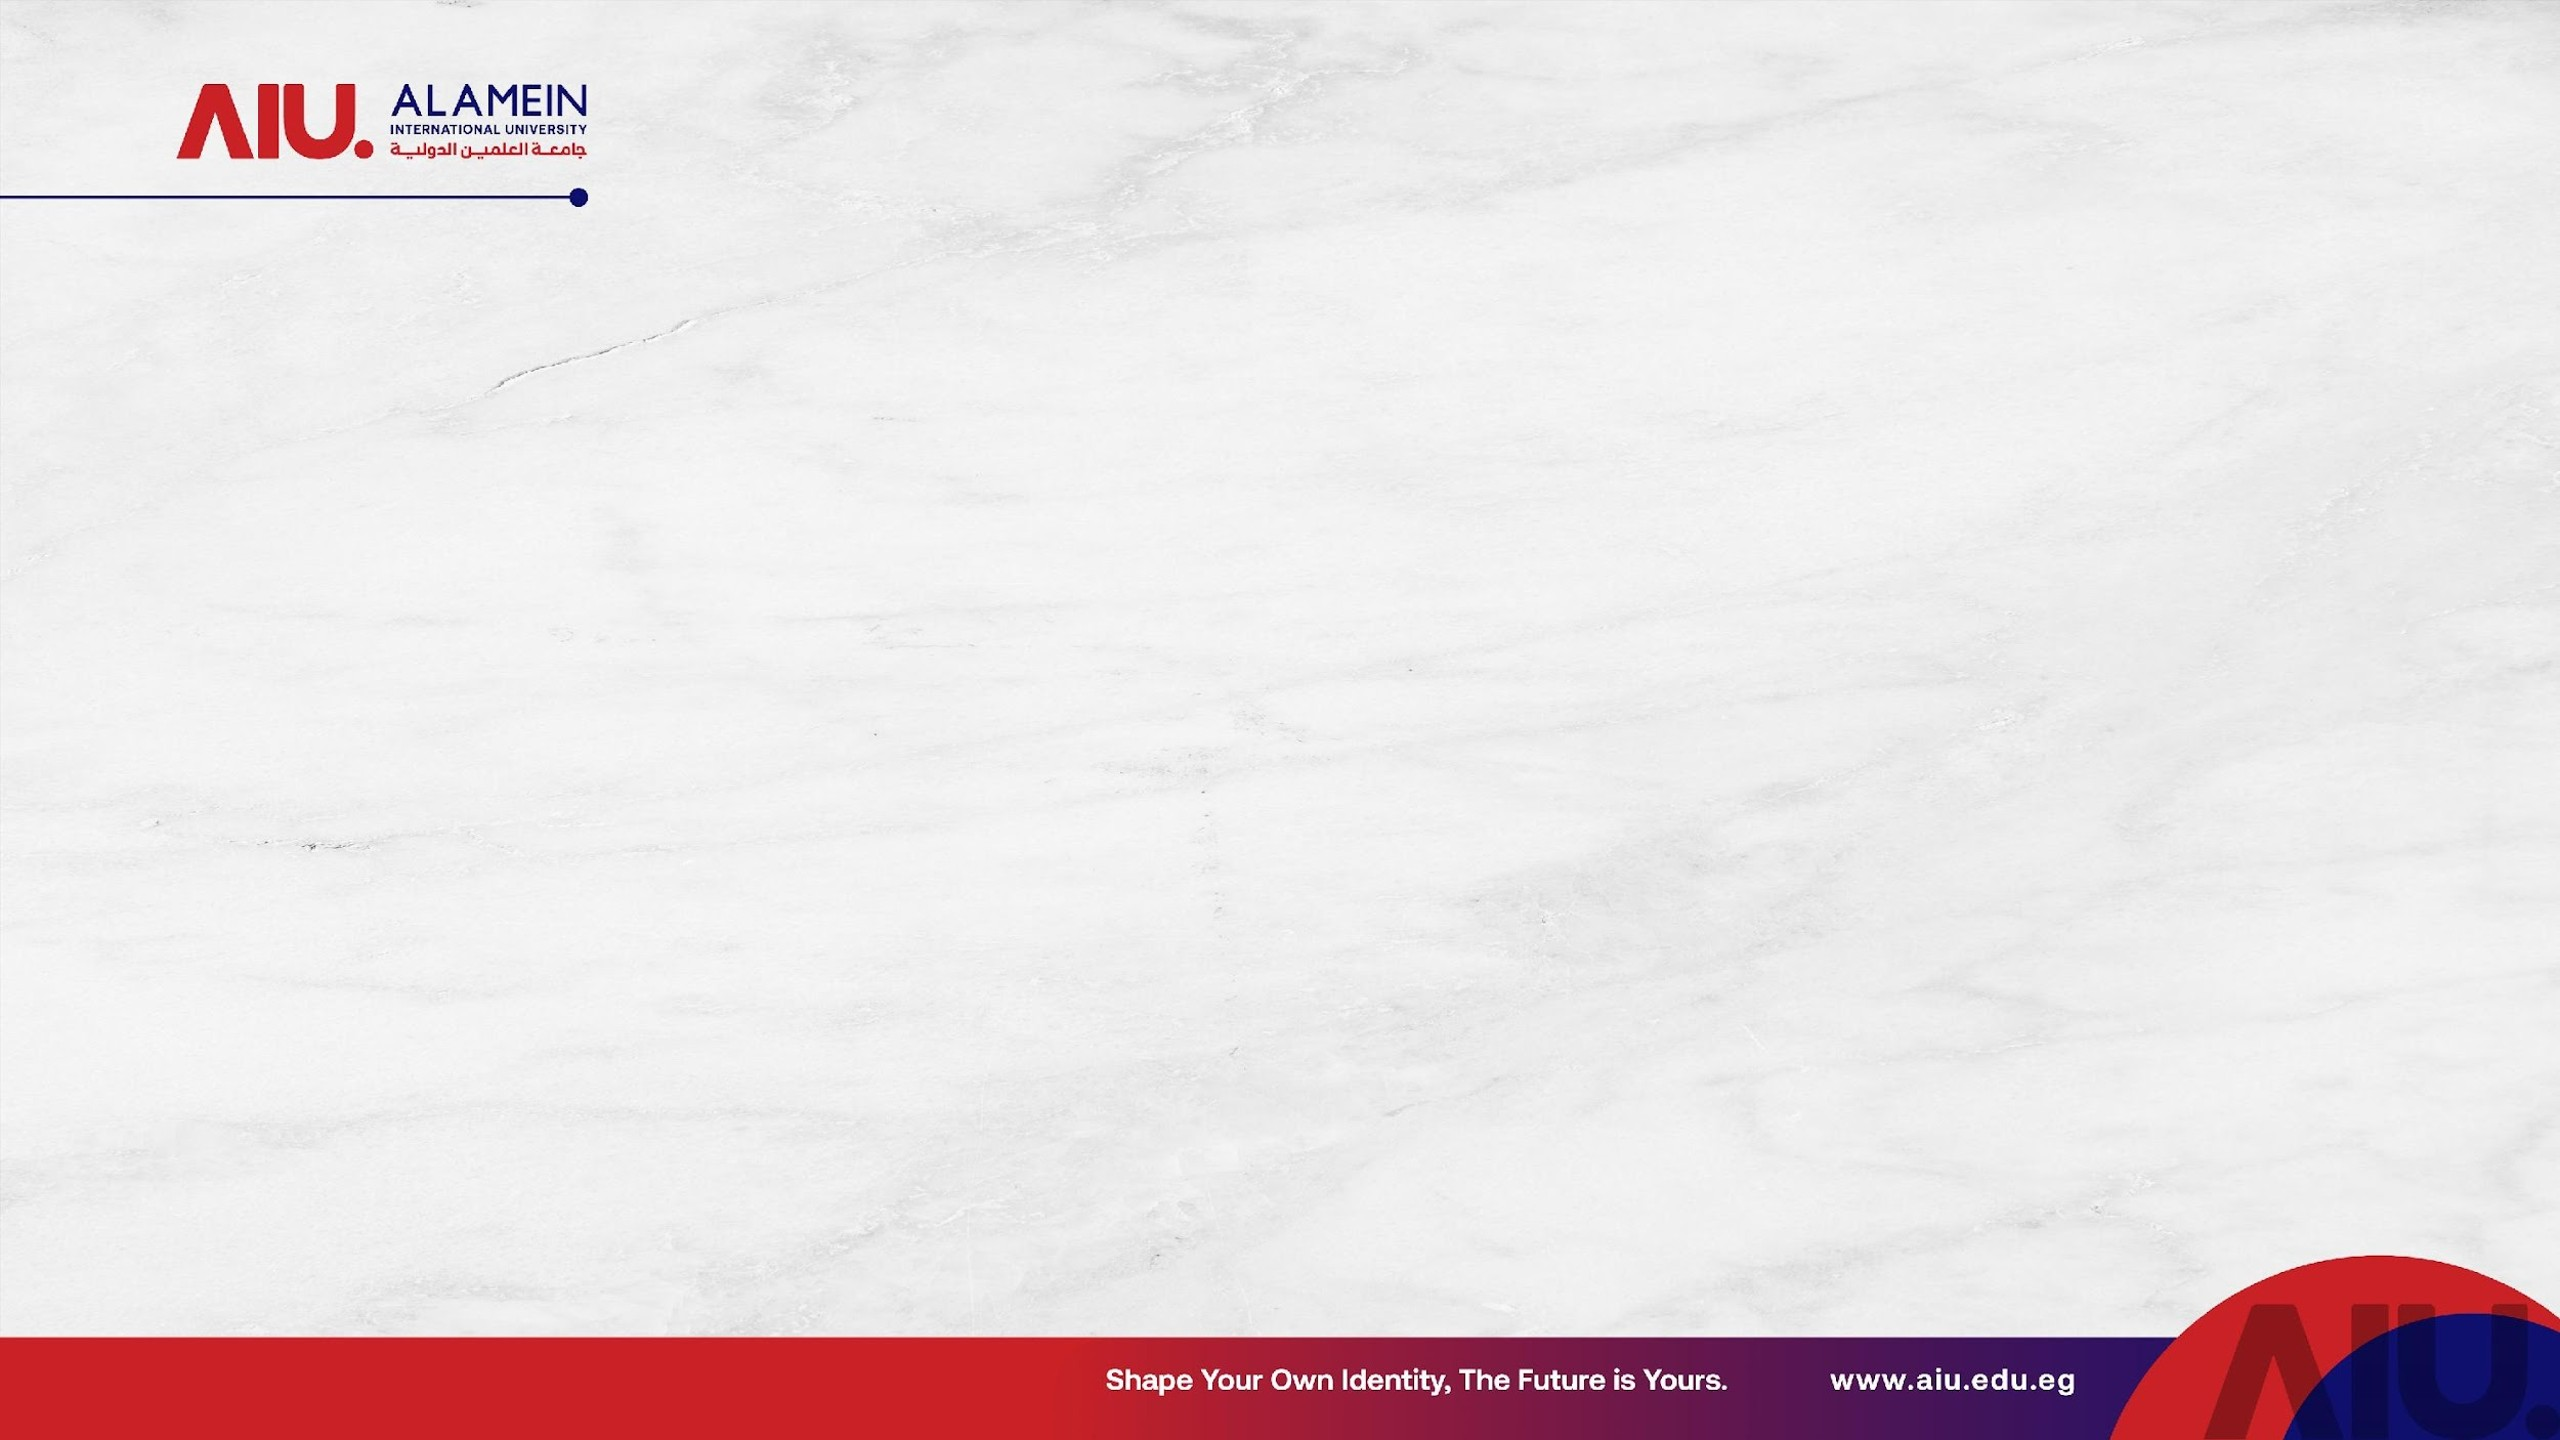 AIU.
ALAMEIN
INTERNATIONAL UNIVERSITY
جامعة العلمين الدولية
Shape Your Own Identity, The Future is Yours.
www.aiu.edu.eg
AIU.